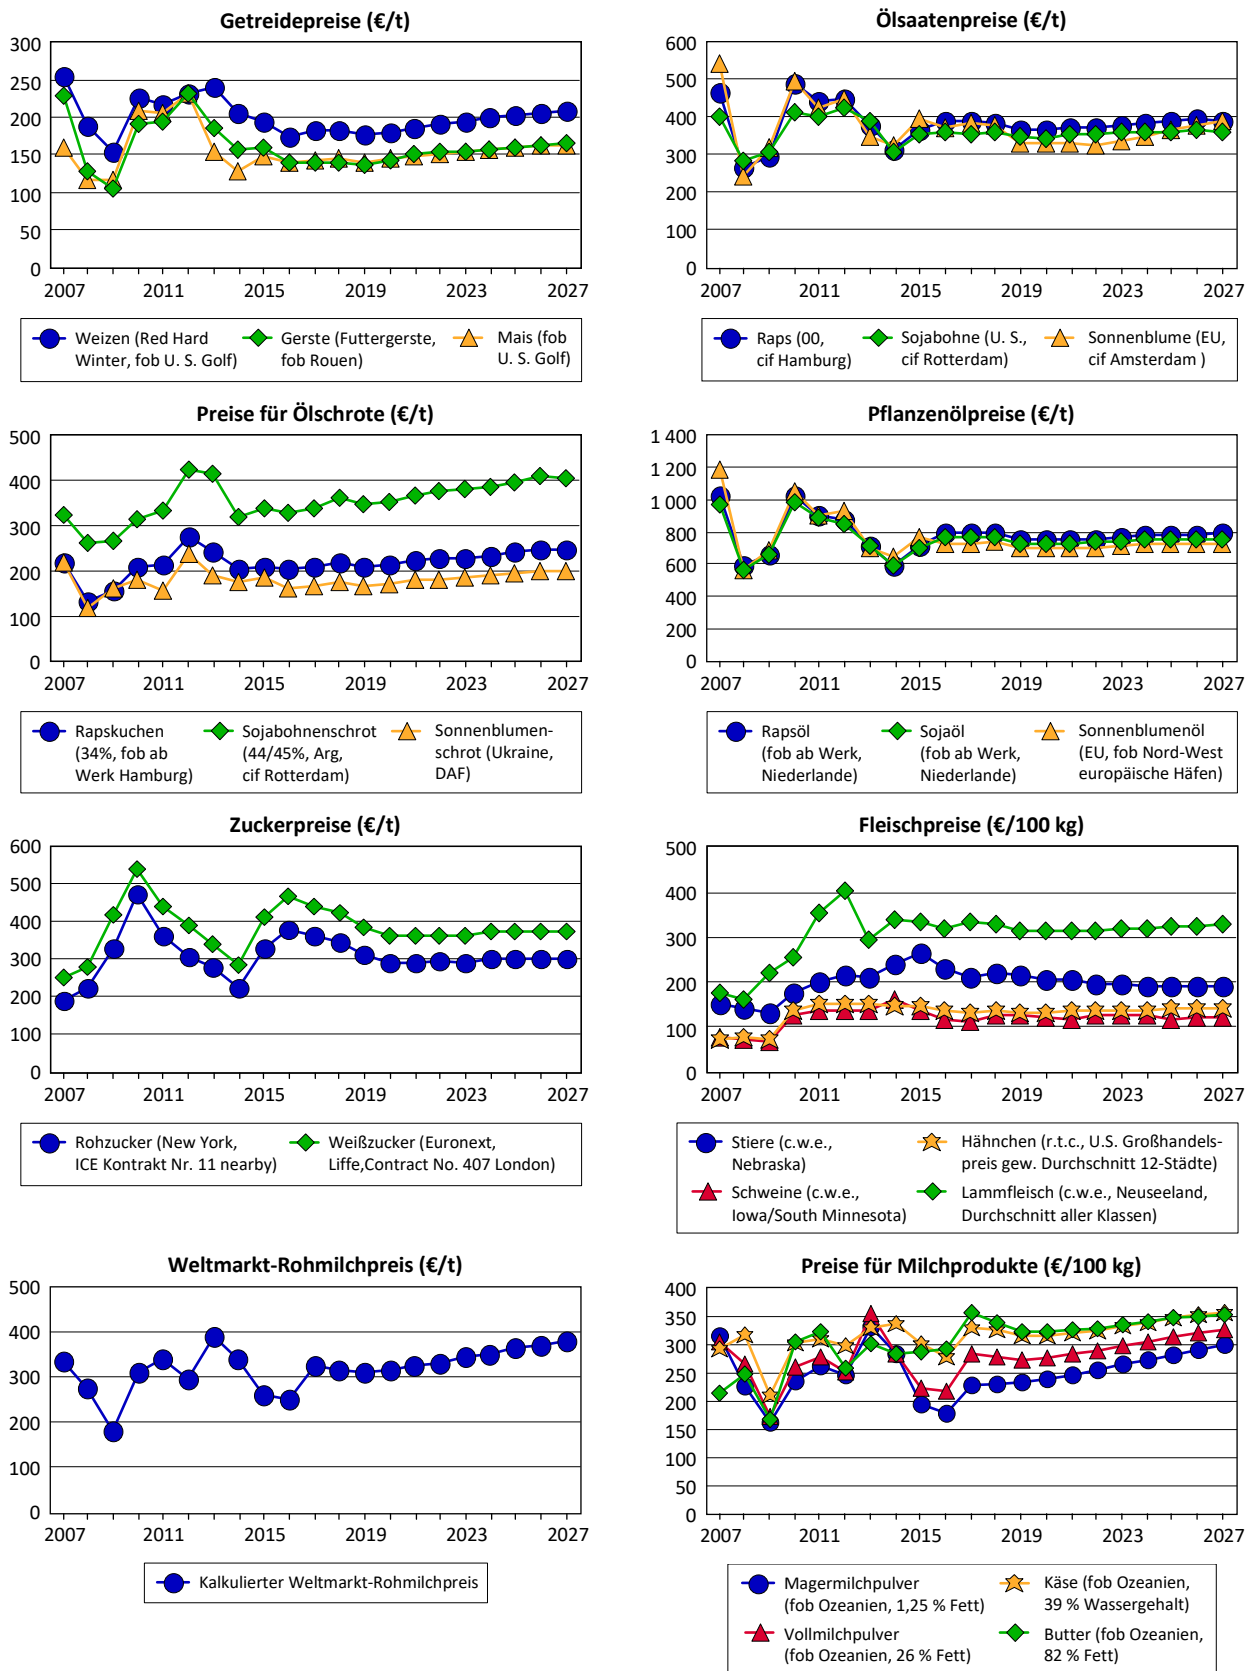 Getreidepreise (€/t)
300
250
200
150
100
50
0
2007 2011 2015 2019 2023 2027
Weizen (Red Hard
Winter, fob U. S. Golf)
Gerste (Futtergerste,
fob Rouen)
Mais (fob
U. S. Golf)
Ölsaatenpreise (€/t)
600
500
400
300
200
100
0
2007 2011 2015 2019 2023 2027
Raps (00,
cif Hamburg)
Sojabohne (U. S.,
cif Rotterdam)
Sonnenblume (EU,
cif Amsterdam )
Preise für Ölschrote (€/t)
500
400
300
200
100
0
2007 2011 2015 2019 2023 2027
Rapskuchen
(34%, fob ab
Werk Hamburg)
Sojabohnenschrot
(44/45%, Arg,
cif Rotterdam)
Sonnenblumen-
schrot (Ukraine,
DAF)
Pflanzenölpreise (€/t)
1 400
1 200
1 000
800
600
400
200
0
2007 2011 2015 2019 2023 2027
Rapsöl
(fob ab Werk,
Niederlande)
Sojaöl
(fob ab Werk,
Niederlande)
Sonnenblumenöl
(EU, fob Nord-West
europäische Häfen)
Zuckerpreise (€/t)
600
500
400
300
200
100
0
2007 2011 2015 2019 2023 2027
Rohzucker (New York,
ICE Kontrakt Nr. 11 nearby)
Weißzucker (Euronext,
Liffe,Contract No. 407 London)
Fleischpreise (€/100 kg)
500
400
300
200
100
0
2007 2011 2015 2019 2023 2027
Stiere (c.w.e.,
Nebraska)
Hähnchen (r.t.c., U.S. Großhandels-
preis gew. Durchschnitt 12-Städte)
Schweine (c.w.e.,
Iowa/South Minnesota)
Lammfleisch (c.w.e., Neuseeland,
Durchschnitt aller Klassen)
Weltmarkt-Rohmilchpreis (€/t)
500
400
300
200
100
0
2007 2011 2015 2019 2023 2027
Kalkulierter Weltmarkt-Rohmilchpreis
Preise für Milchprodukte (€/100 kg)
400
350
300
250
200
150
100
50
0
2007 2011 2015 2019 2023 2027
Magermilchpulver
(fob Ozeanien, 1,25 % Fett)
Käse (fob Ozeanien,
39 % Wassergehalt)
Vollmilchpulver
(fob Ozeanien, 26 % Fett)
Butter (fob Ozeanien,
82 % Fett)